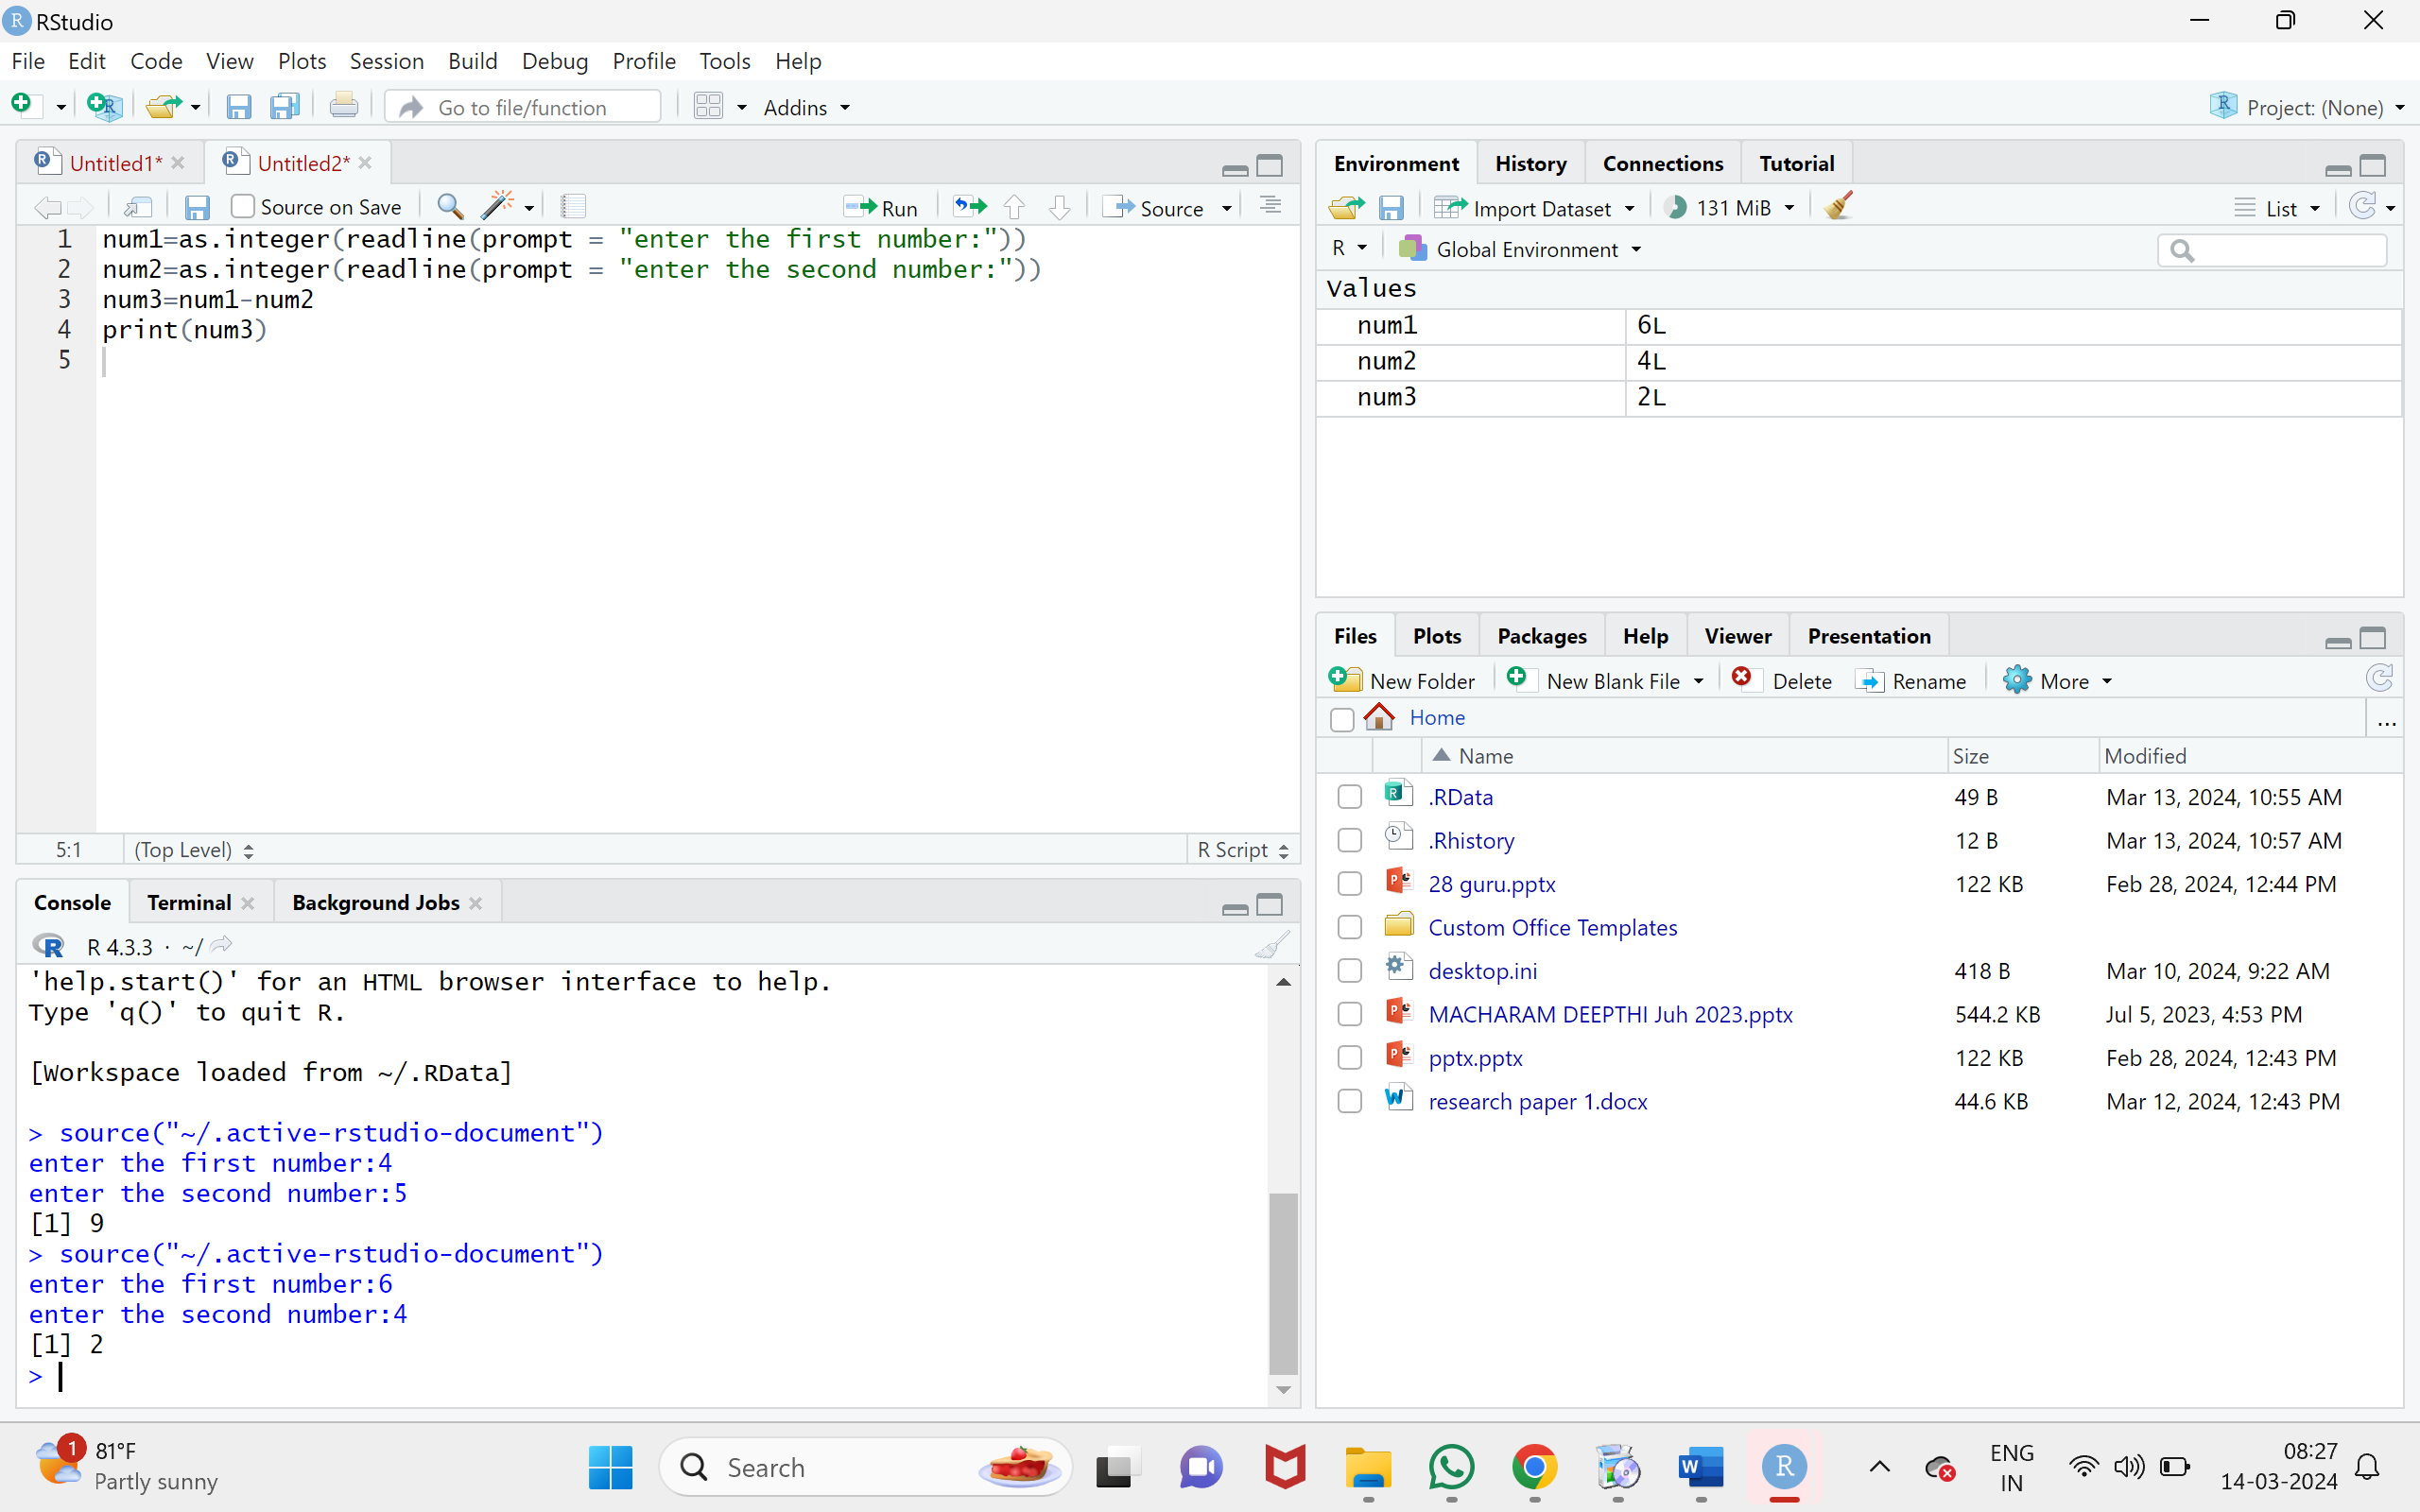 RStudio
File Edit Code View Plots Session Build Debug Profile Tools Help
Go to file/function Addins Project: (None)
Untitled1* Untitled2*
Source on Save Run Source
1 num1=as.integer(readline(prompt = "enter the first number:"))
2 num2=as.integer(readline(prompt = "enter the second number:"))
3 num3=num1-num2
4 print(num3)
5
5:1 (Top Level) R Script
Console Terminal Background Jobs
R 4.3.3 · ~/
'help.start()' for an HTML browser interface to help.
Type 'q()' to quit R.
[Workspace loaded from ~/.RData]
> source("~/.active-rstudio-document")
enter the first number:4
enter the second number:5
[1] 9
> source("~/.active-rstudio-document")
enter the first number:6
enter the second number:4
[1] 2
>
Environment History Connections Tutorial
Import Dataset 131 MiB List
R Global Environment
Values
num1 6L
num2 4L
num3 2L
Files Plots Packages Help Viewer Presentation
New Folder New Blank File Delete Rename More
Home ...
Name Size Modified
.RData 49 B Mar 13, 2024, 10:55 AM
.Rhistory 12 B Mar 13, 2024, 10:57 AM
28 guru.pptx 122 KB Feb 28, 2024, 12:44 PM
Custom Office Templates
desktop.ini 418 B Mar 10, 2024, 9:22 AM
MACHARAM DEEPTHI Juh 2023.pptx 544.2 KB Jul 5, 2023, 4:53 PM
pptx.pptx 122 KB Feb 28, 2024, 12:43 PM
research paper 1.docx 44.6 KB Mar 12, 2024, 12:43 PM
1 81°F
Partly sunny
Search
ENG
IN
08:27
14-03-2024